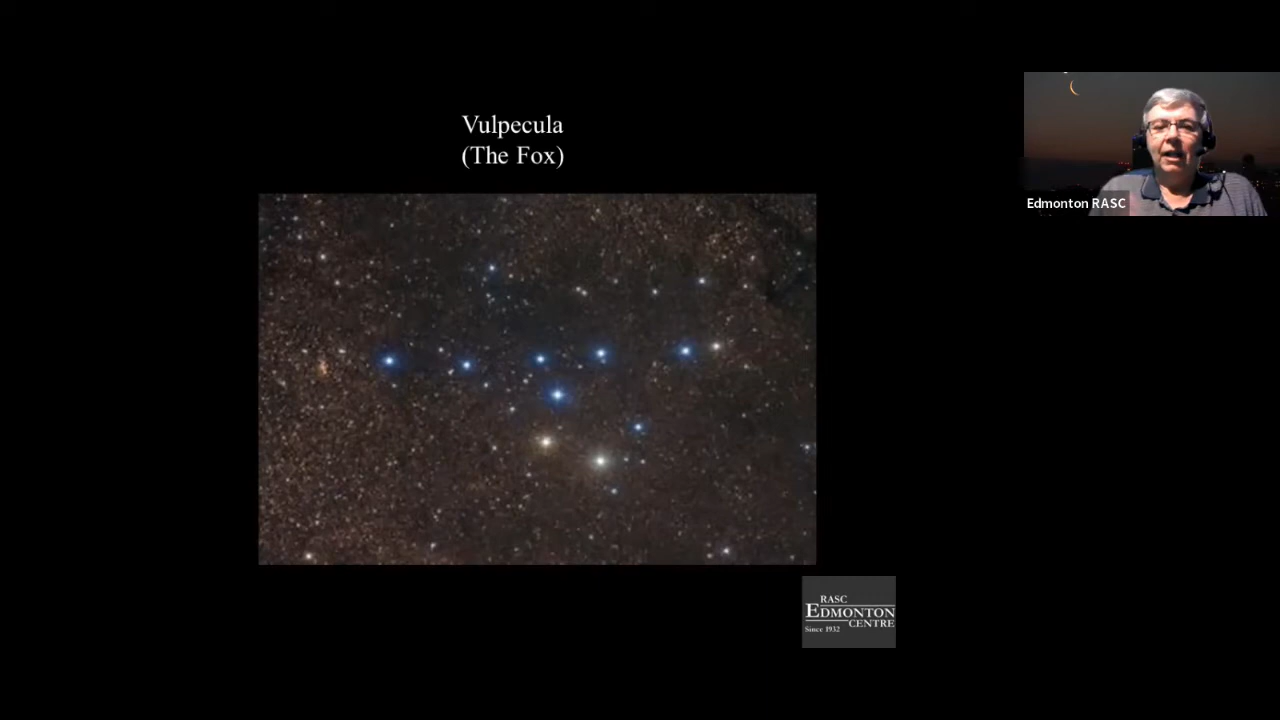 Vulpecula
(The Fox)
Edmonton RASC
RASC
EDMONTON
CENTRE
Since 1932